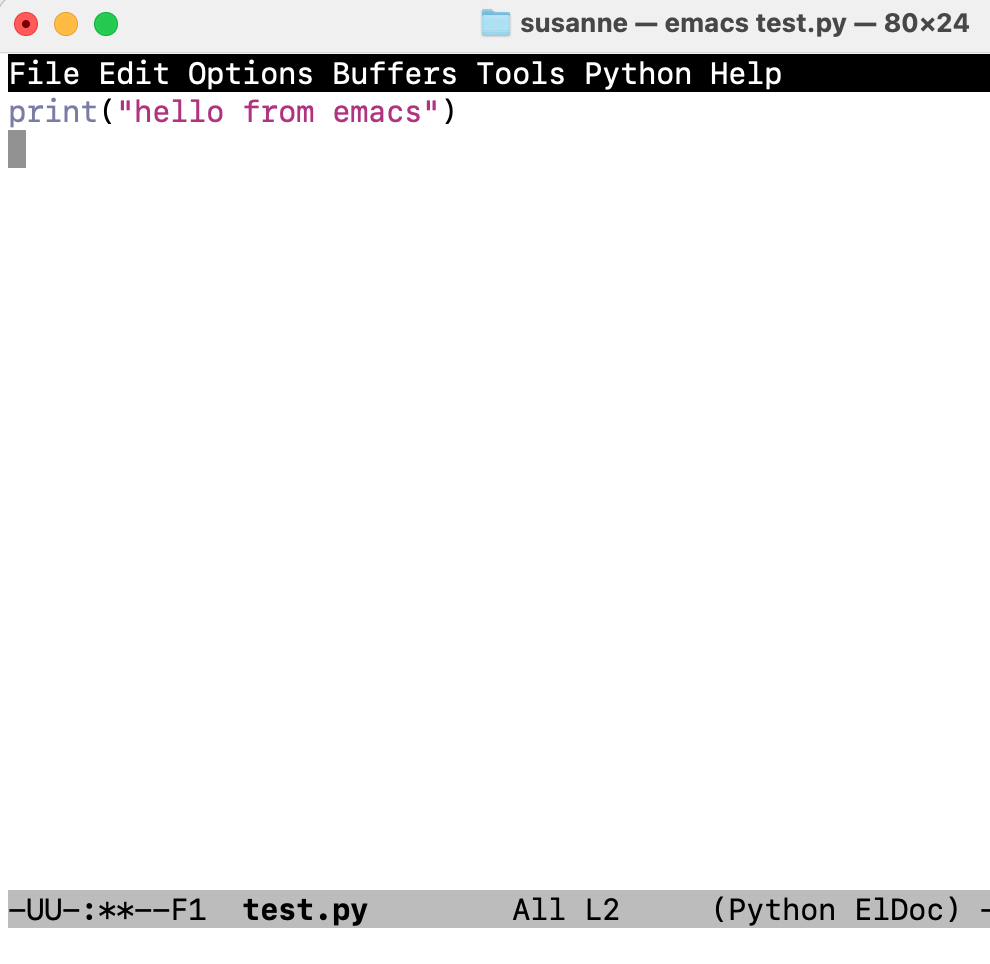 susanne — emacs test.py — 80×24
File Edit Options Buffers Tools Python Help
print("hello from emacs")
-UU-:**--F1  test.py        All L2     (Python ElDoc) -